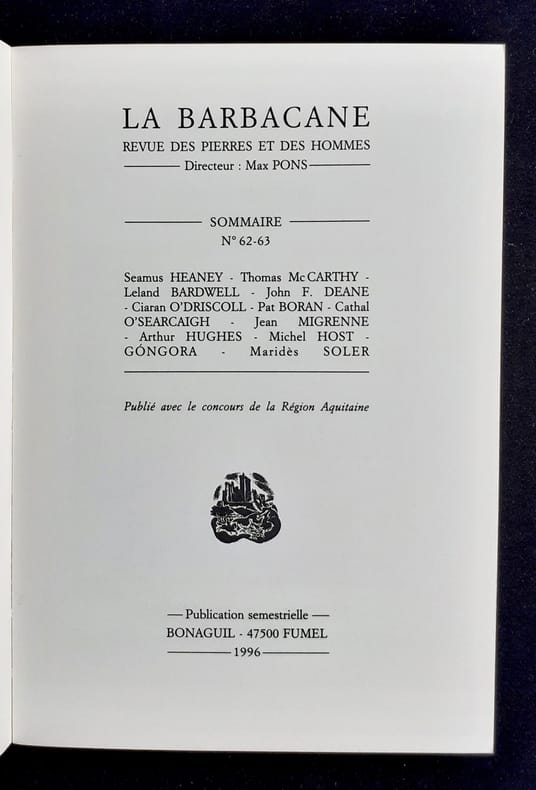 LA BARBACANE
REVUE DES PIERRES ET DES HOMMES
Directeur : Max PONS
SOMMAIRE
N° 62-63
Seamus HEANEY - Thomas Mc CARTHY -
Leland BARDWELL - John F. DEANE
- Ciaran O'DRISCOLL - Pat BORAN - Cathal
O'SEARCAIGH - Jean MIGRENNE
- Arthur HUGHES - Michel HOST -
GÓNGORA - Maridès SOLER
Publié avec le concours de la Région Aquitaine
— Publication semestrielle —
BONAGUIL - 47500 FUMEL
1996